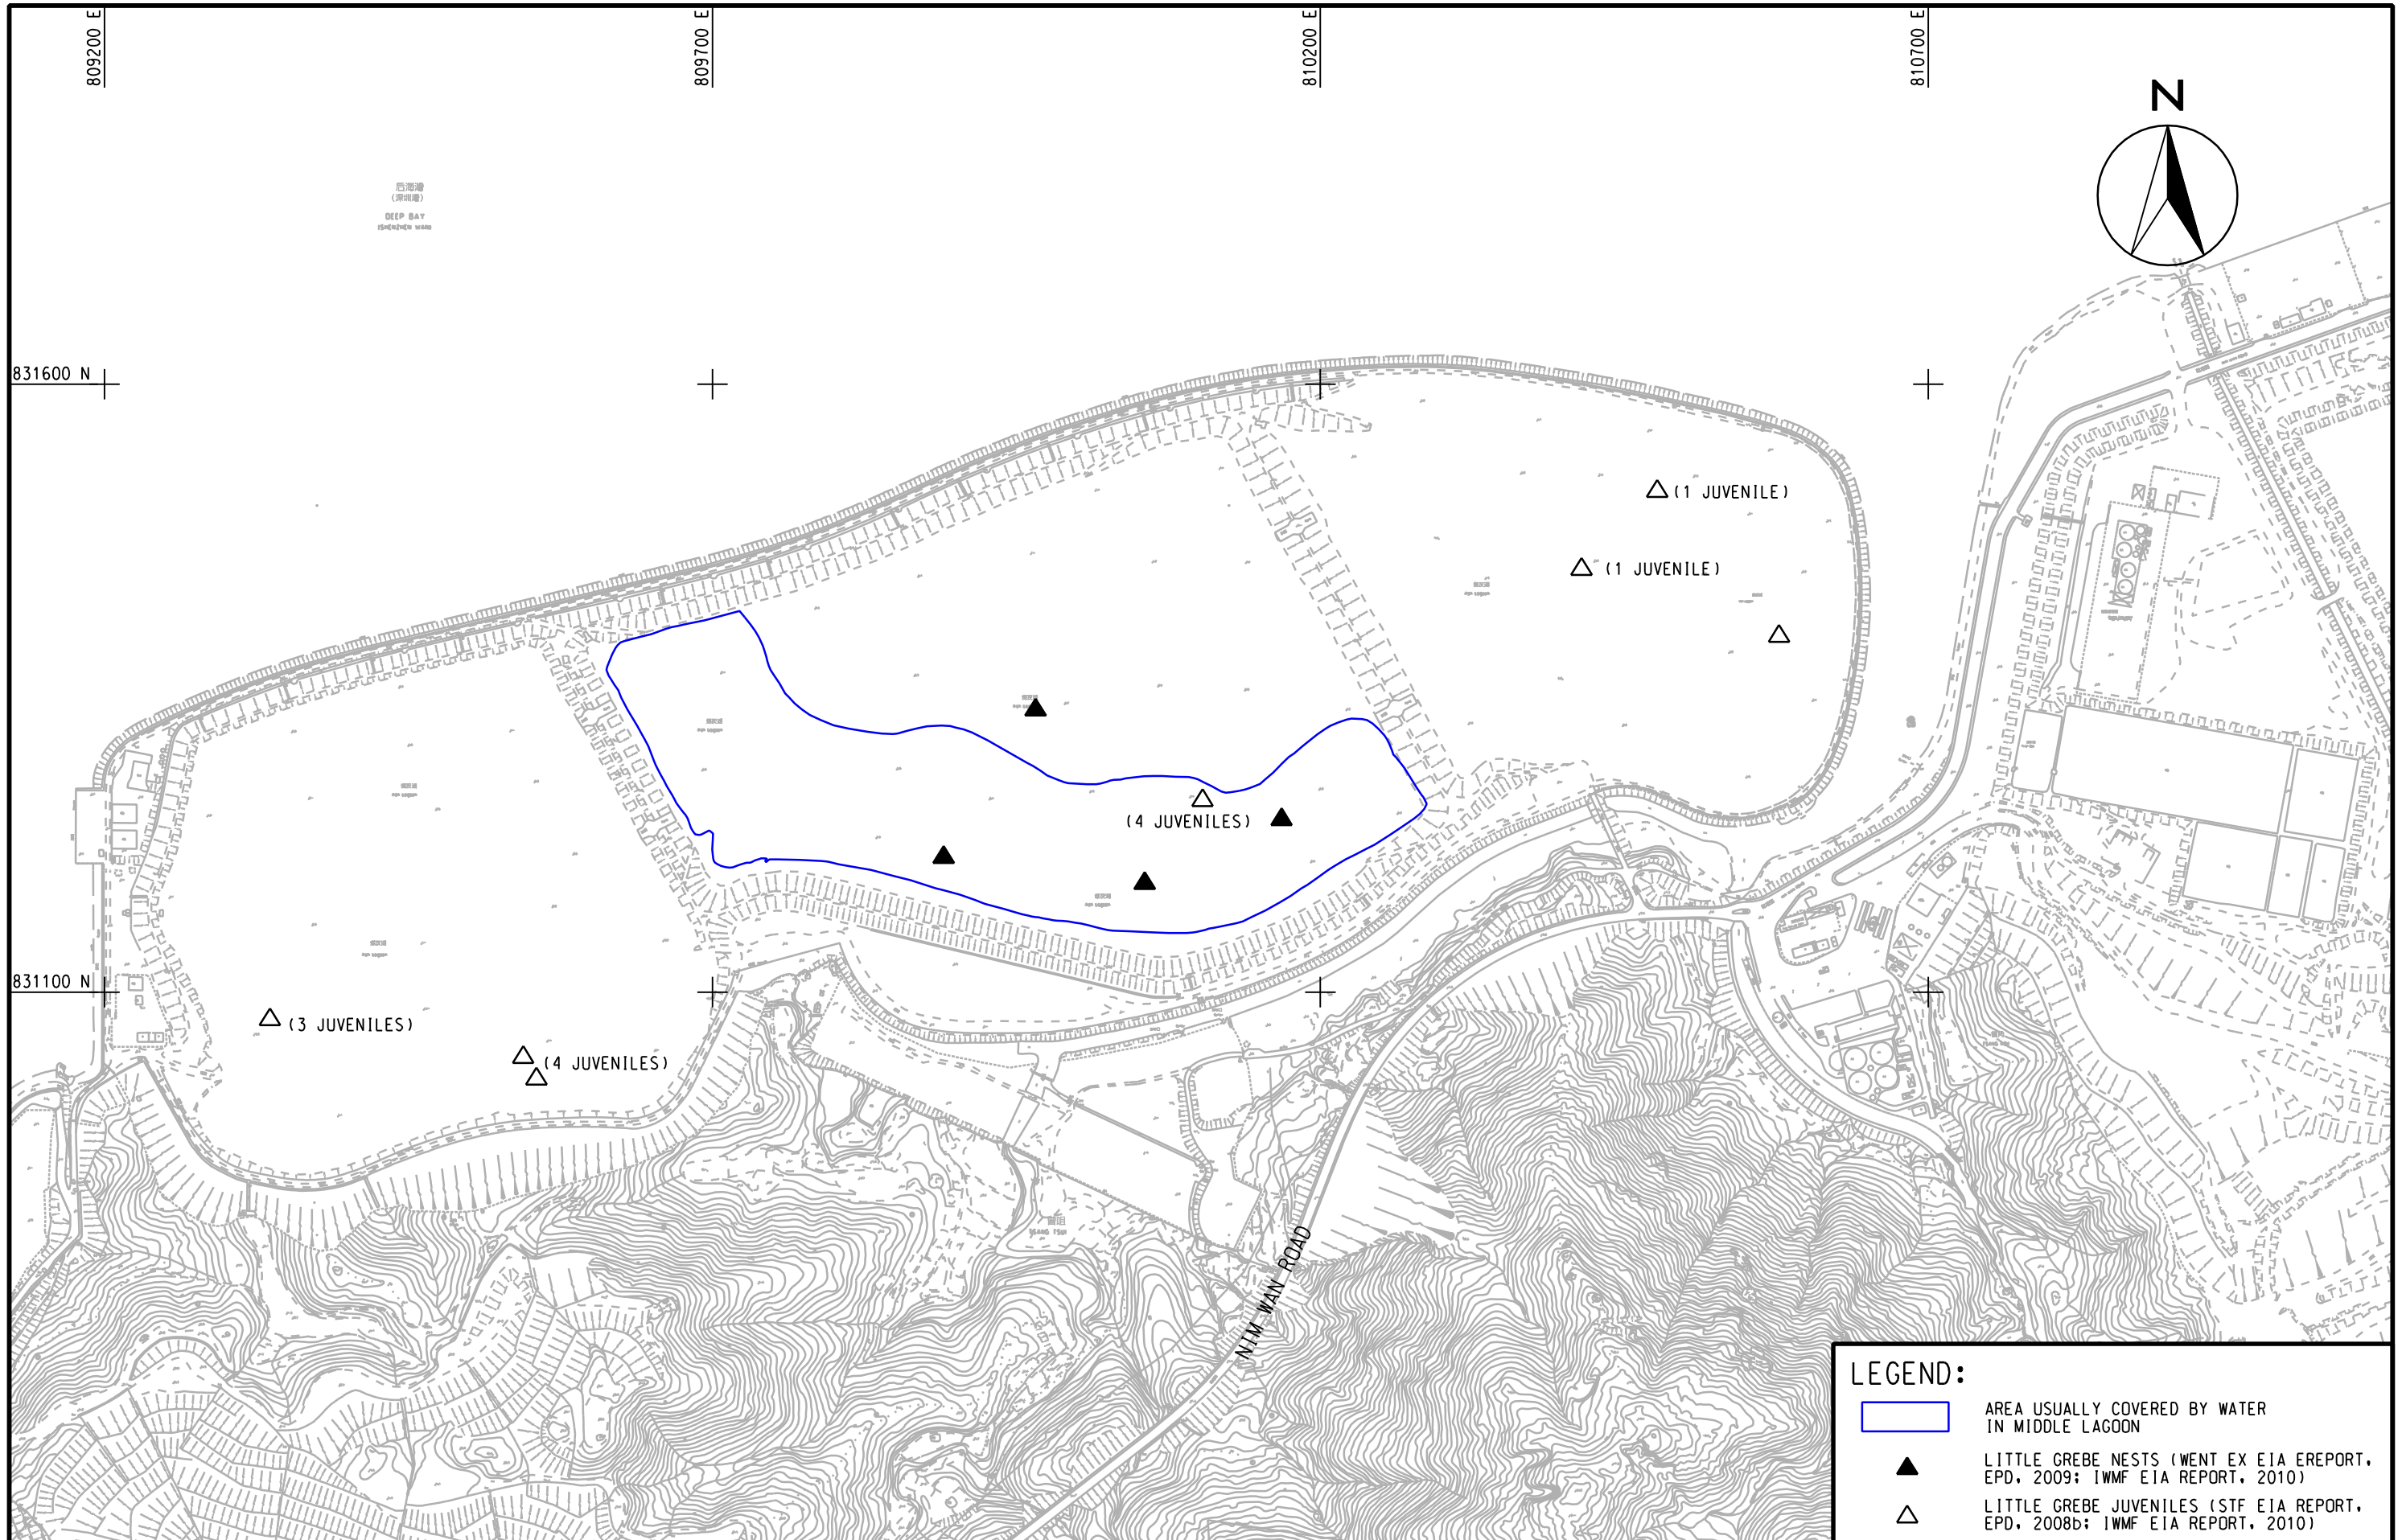 809200 E
809700 E
810200 E
810700 E
N
后海灣
(深圳灣)
DEEP BAY
831600 N
(1 JUVENILE)
(1 JUVENILE)
(4 JUVENILES)
831100 N
(3 JUVENILES)
(4 JUVENILES)
NIM WAN ROAD
LEGEND:
AREA USUALLY COVERED BY WATER
IN MIDDLE LAGOON
LITTLE GREBE NESTS (WENT EX EIA EREPORT,
EPD, 2009; IWMF EIA REPORT, 2010)
LITTLE GREBE JUVENILES (STF EIA REPORT,
EPD, 2008b; IWMF EIA REPORT, 2010)